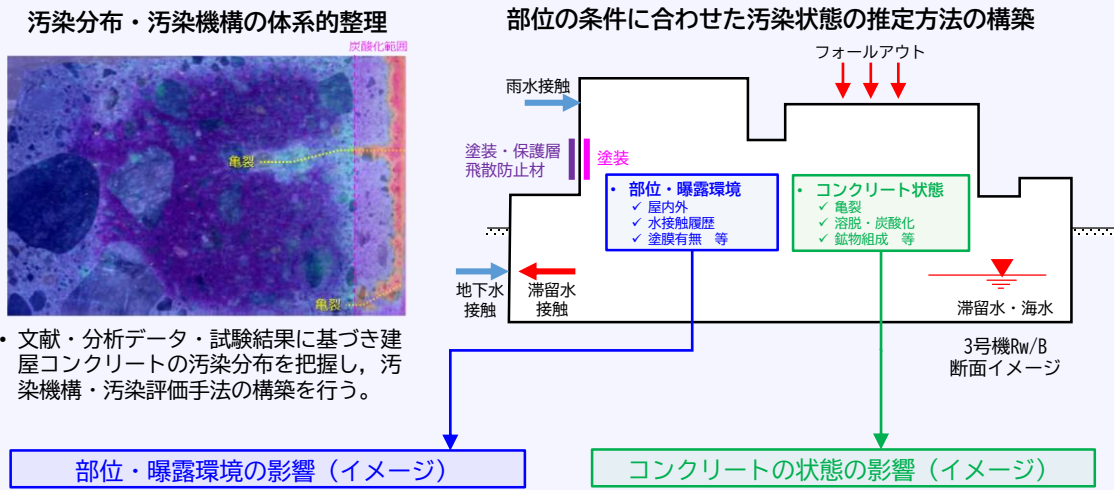 汚染分布・汚染機構の体系的整理
炭酸化範囲
亀裂
亀裂
• 文献・分析データ・試験結果に基づき建
屋コンクリートの汚染分布を把握し，汚
染機構・汚染評価手法の構築を行う。
部位の条件に合わせた汚染状態の推定方法の構築
フォールアウト
雨水接触
塗装・保護層
飛散防止材
塗装
• 部位・曝露環境
✓ 屋内外
✓ 水接触履歴
✓ 塗膜有無 等
• コンクリート状態
✓ 亀裂
✓ 溶脱・炭酸化
✓ 鉱物組成 等
地下水
接触
滞留水
接触
滞留水・海水
3号機Rw/B
断面イメージ
部位・曝露環境の影響（イメージ）
コンクリートの状態の影響（イメージ）